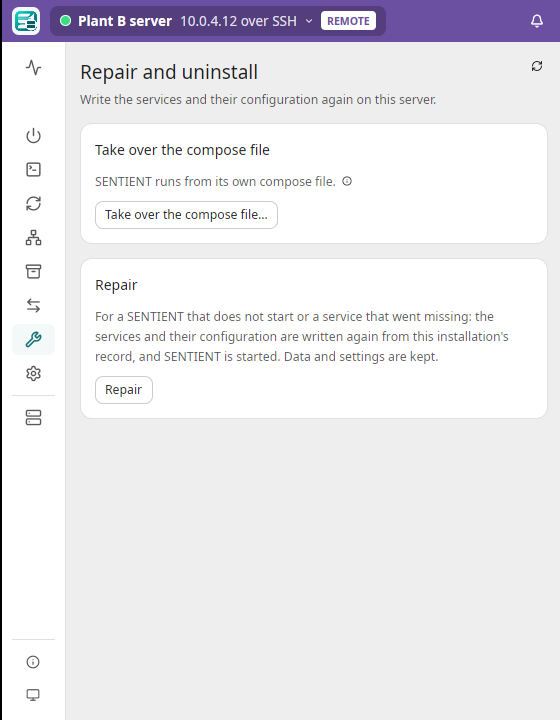 Plant B server 10.0.4.12 over SSH REMOTE
Repair and uninstall
Write the services and their configuration again on this server.
Take over the compose file
SENTIENT runs from its own compose file.
Take over the compose file...
Repair
For a SENTIENT that does not start or a service that went missing: the
services and their configuration are written again from this installation's
record, and SENTIENT is started. Data and settings are kept.
Repair